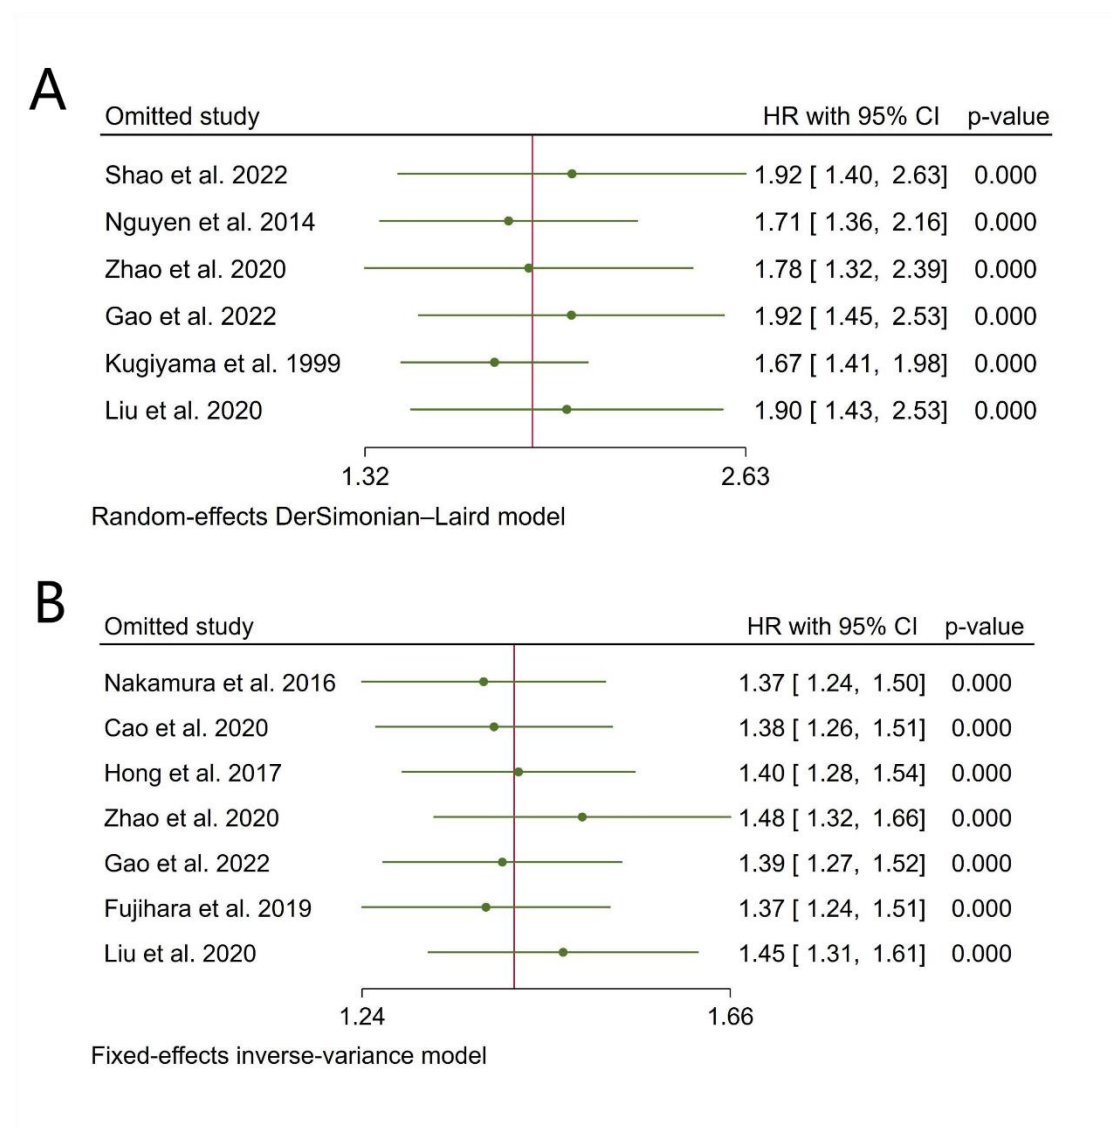 A
Omitted study HR with 95% CI p-value
Shao et al. 2022 1.92 [ 1.40, 2.63] 0.000
Nguyen et al. 2014 1.71 [ 1.36, 2.16] 0.000
Zhao et al. 2020 1.78 [ 1.32, 2.39] 0.000
Gao et al. 2022 1.92 [ 1.45, 2.53] 0.000
Kugiyama et al. 1999 1.67 [ 1.41, 1.98] 0.000
Liu et al. 2020 1.90 [ 1.43, 2.53] 0.000
1.32 2.63
Random-effects DerSimonian–Laird model
B
Omitted study HR with 95% CI p-value
Nakamura et al. 2016 1.37 [ 1.24, 1.50] 0.000
Cao et al. 2020 1.38 [ 1.26, 1.51] 0.000
Hong et al. 2017 1.40 [ 1.28, 1.54] 0.000
Zhao et al. 2020 1.48 [ 1.32, 1.66] 0.000
Gao et al. 2022 1.39 [ 1.27, 1.52] 0.000
Fujihara et al. 2019 1.37 [ 1.24, 1.51] 0.000
Liu et al. 2020 1.45 [ 1.31, 1.61] 0.000
1.24 1.66
Fixed-effects inverse-variance model